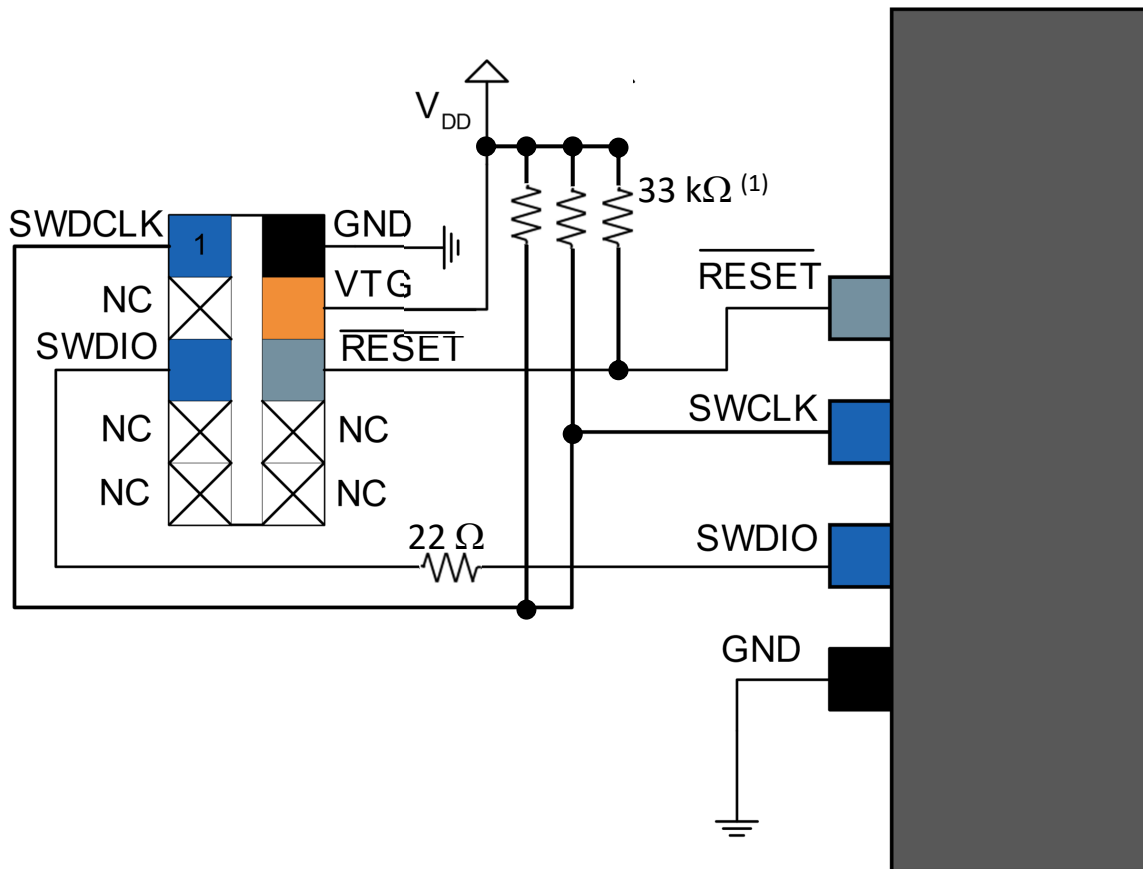 V_DD
33 kΩ (1)
SWDCLK
1
GND
RESET
NC
VTG
SWDIO
RESET
SWCLK
NC
NC
NC
NC
22 Ω
SWDIO
GND